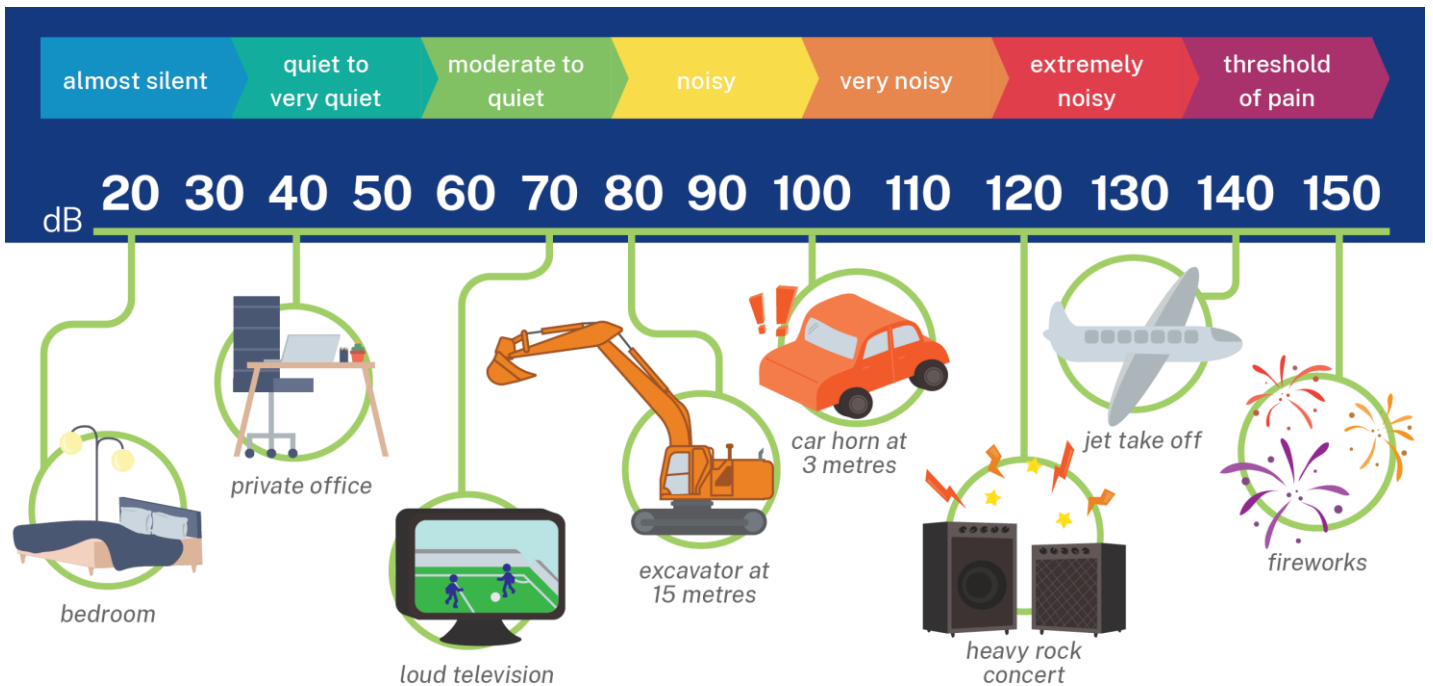 almost silent
quiet to
very quiet
moderate to
quiet
noisy
very noisy
extremely
noisy
threshold
of pain
dB 20 30 40 50 60 70 80 90 100 110 120 130 140 150
bedroom
private office
loud television
excavator at
15 metres
car horn at
3 metres
heavy rock
concert
jet take off
fireworks